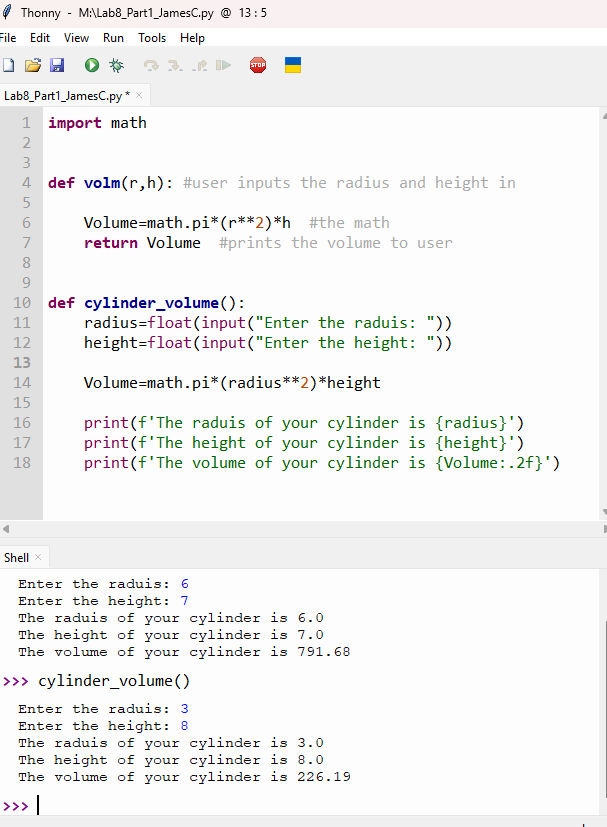 Thonny - M:\Lab8_Part1_JamesC.py @ 13 : 5
File Edit View Run Tools Help
STOP
Lab8_Part1_JamesC.py * ×
1 import math
2
3
4 def volm(r,h): #user inputs the radius and height in
5
6 Volume=math.pi*(r**2)*h #the math
7 return Volume #prints the volume to user
8
9
10 def cylinder_volume():
11 radius=float(input("Enter the raduis: "))
12 height=float(input("Enter the height: "))
13
14 Volume=math.pi*(radius**2)*height
15
16 print(f'The raduis of your cylinder is {radius}')
17 print(f'The height of your cylinder is {height}')
18 print(f'The volume of your cylinder is {Volume:.2f}')
Shell ×
Enter the raduis: 6
Enter the height: 7
The raduis of your cylinder is 6.0
The height of your cylinder is 7.0
The volume of your cylinder is 791.68
>>> cylinder_volume()
Enter the raduis: 3
Enter the height: 8
The raduis of your cylinder is 3.0
The height of your cylinder is 8.0
The volume of your cylinder is 226.19
>>>